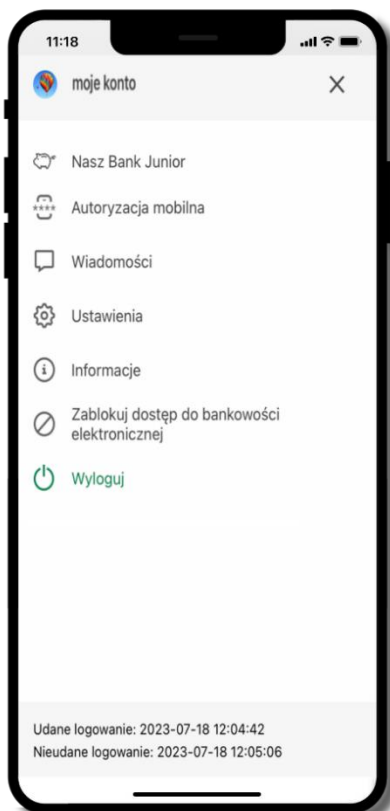 11:18
moje konto
Nasz Bank Junior
****
Autoryzacja mobilna
Wiadomości
Ustawienia
i
Informacje
Zablokuj dostęp do bankowości
elektronicznej
Wyloguj
Udane logowanie: 2023-07-18 12:04:42
Nieudane logowanie: 2023-07-18 12:05:06